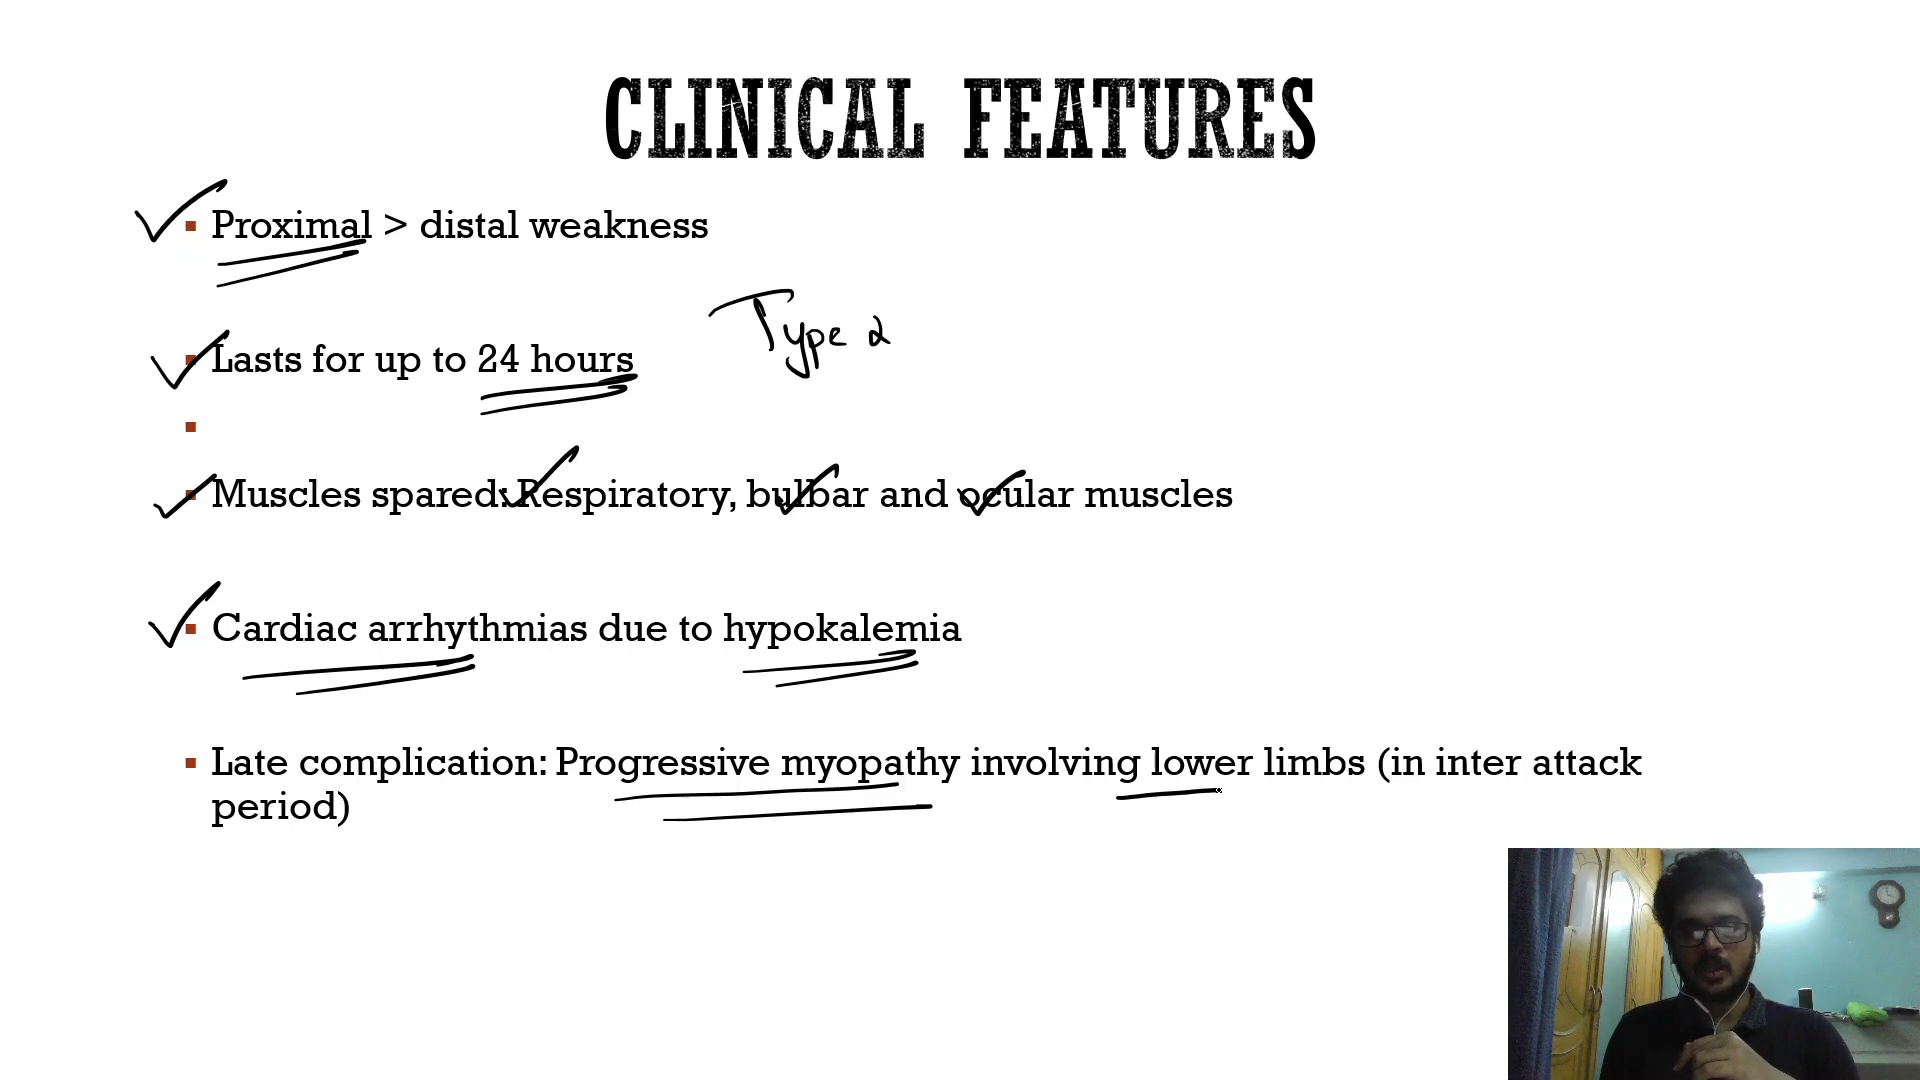 CLINICAL FEATURES
Proximal > distal weakness
Type 2
Lasts for up to 24 hours
Muscles spared: Respiratory, bulbar and ocular muscles
Cardiac arrhythmias due to hypokalemia
Late complication: Progressive myopathy involving lower limbs (in inter attack
period)